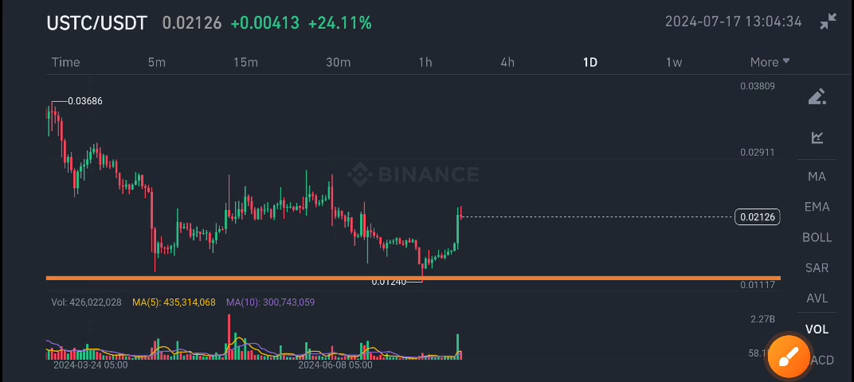 USTC/USDT 0.02126 +0.00413 +24.11% 2024-07-17 13:04:34
Time 5m 15m 30m 1h 4h 1D 1w More
0.03809
0.03686
0.02911
BINANCE
MA
EMA
0.02126
BOLL
SAR
0.01240
0.01117
AVL
Vol: 426,022,028 MA(5): 435,314,068 MA(10): 300,743,059
2.27B
VOL
2024-03-24 05:00 2024-06-08 05:00